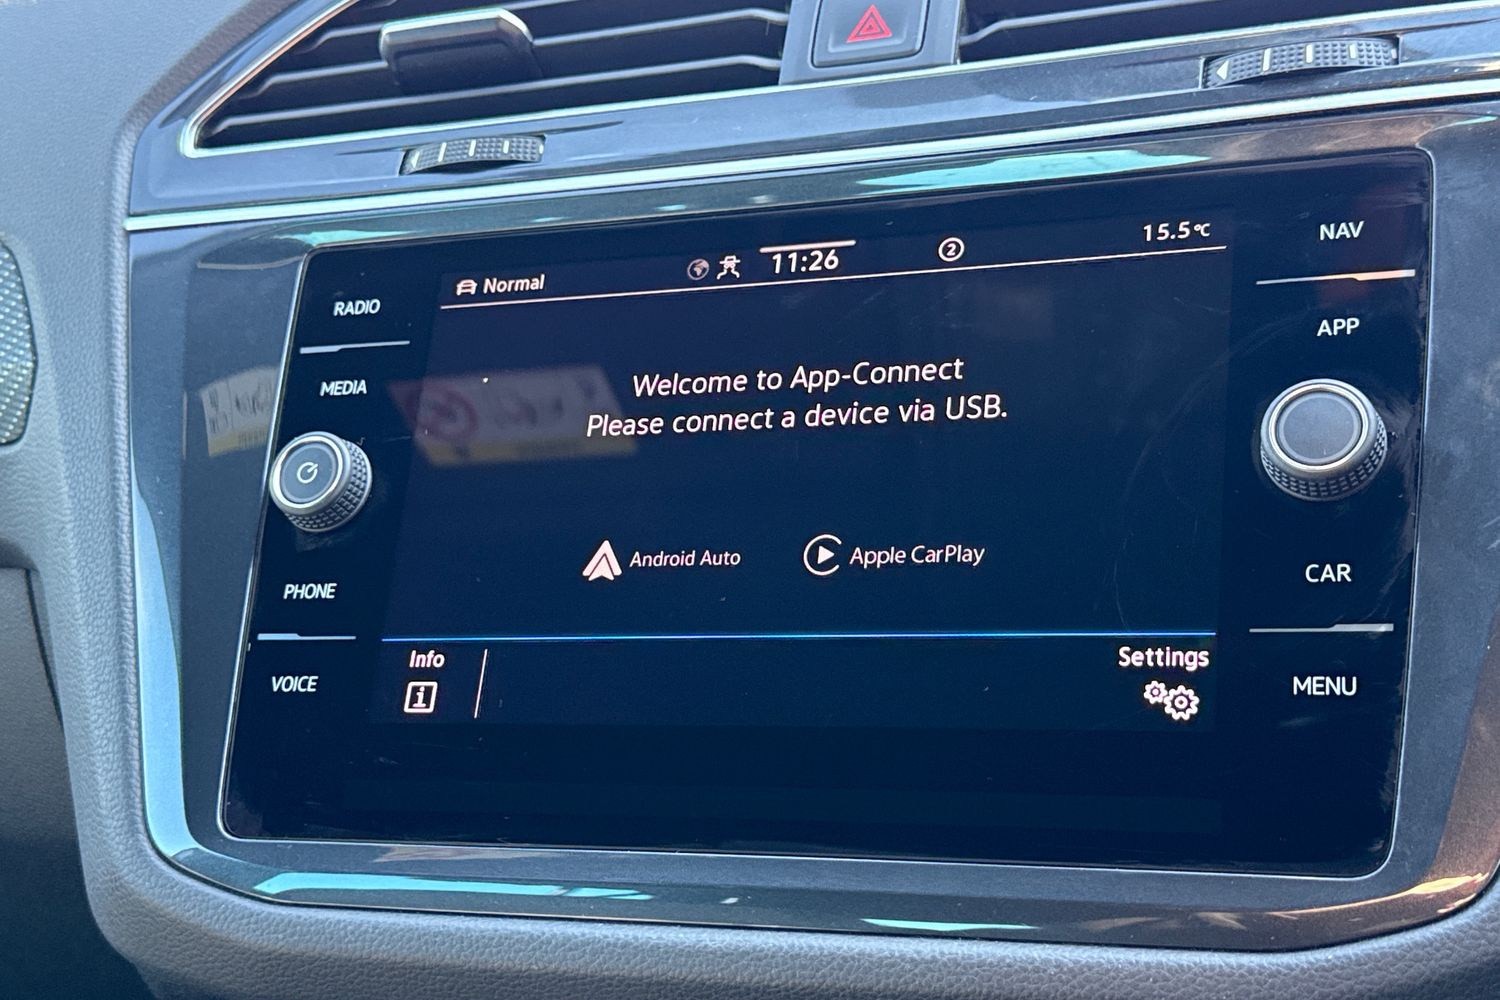 Normal
11:26
2
15.5°C
NAV
RADIO
APP
MEDIA
Welcome to App-Connect
Please connect a device via USB.
Android Auto
Apple CarPlay
PHONE
CAR
VOICE
Info
Settings
MENU